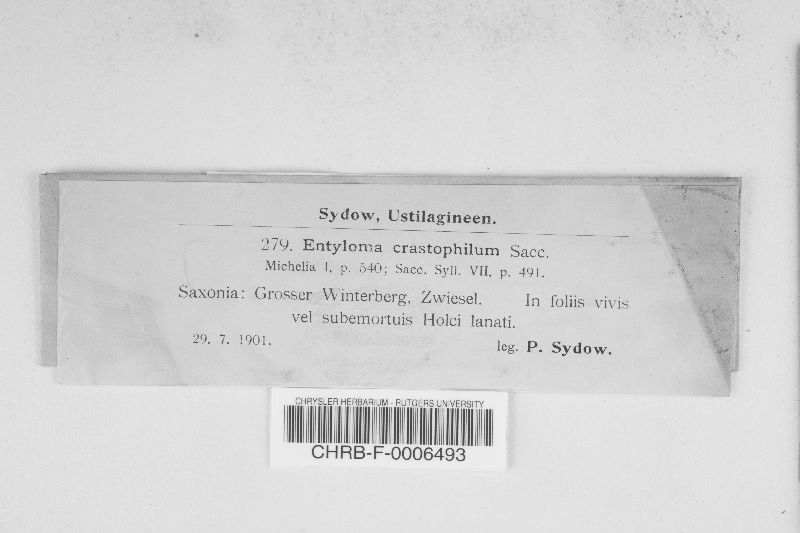 Sydow, Ustilagineen.
279. Entyloma crastophilum Sacc.
Michelia I, p. 540; Sacc. Syll. VII, p. 491.
Saxonia: Grosser Winterberg, Zwiesel. In foliis vivis
vel subemortuis Holci lanati.
29. 7. 1901. leg. P. Sydow.
CHRYSLER HERBARIUM - RUTGERS UNIVERSITY
CHRB-F-0006493